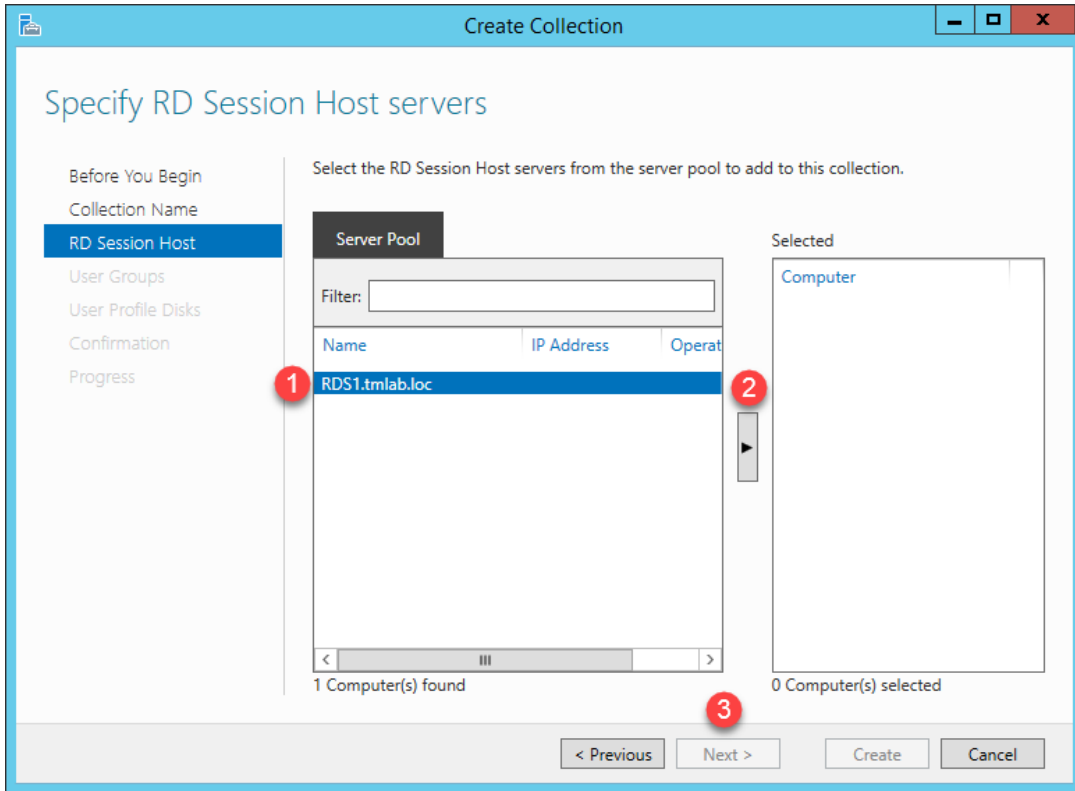 Create Collection
Specify RD Session Host servers
Before You Begin
Collection Name
RD Session Host
User Groups
User Profile Disks
Confirmation
Progress
Select the RD Session Host servers from the server pool to add to this collection.
Server Pool
Filter:
Name IP Address Operat
1 RDS1.tmlab.loc
1 Computer(s) found
2
Selected
Computer
0 Computer(s) selected
3
< Previous Next > Create Cancel